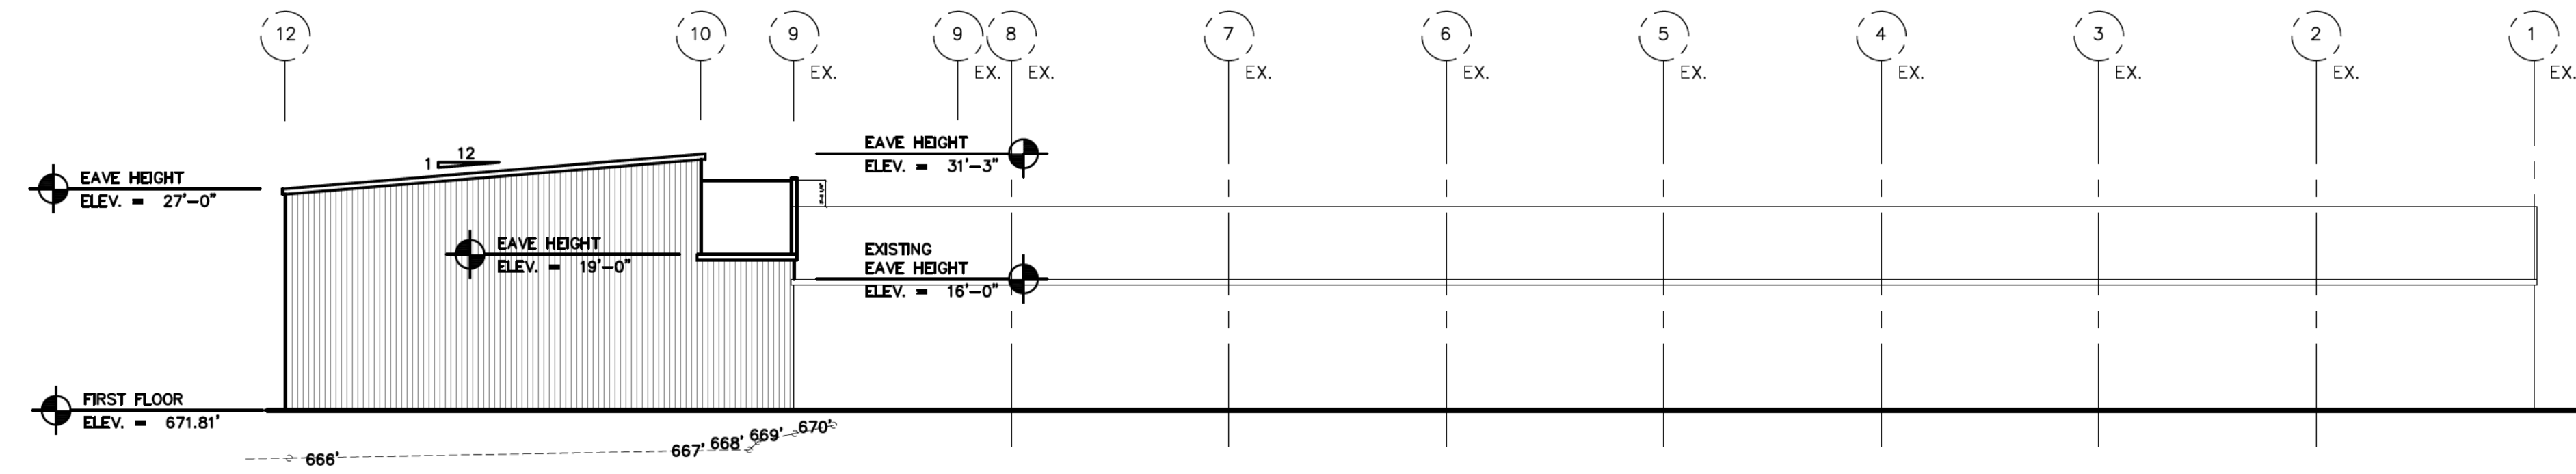 12
10
9
EX.
9
EX.
8
EX.
7
EX.
6
EX.
5
EX.
4
EX.
3
EX.
2
EX.
1
EX.
EAVE HEIGHT
ELEV. = 31'-3"
1
12
EAVE HEIGHT
ELEV. = 27'-0"
EAVE HEIGHT
ELEV. = 19'-0"
EXISTING
EAVE HEIGHT
ELEV. = 16'-0"
FIRST FLOOR
ELEV. = 671.81'
666'
667'
668'
669'
670'